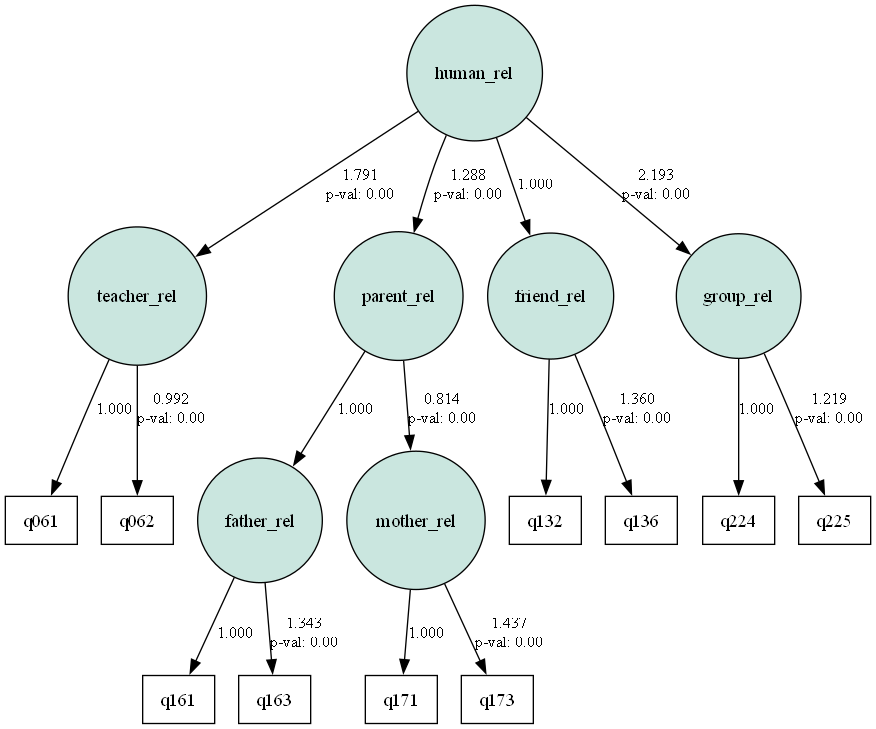 human_rel
1.791
p-val: 0.00
1.288
p-val: 0.00
1.000
2.193
p-val: 0.00
teacher_rel
parent_rel
friend_rel
group_rel
1.000
0.992
p-val: 0.00
1.000
0.814
p-val: 0.00
1.000
1.360
p-val: 0.00
1.000
1.219
p-val: 0.00
q061
q062
father_rel
mother_rel
q132
q136
q224
q225
1.000
1.343
p-val: 0.00
1.000
1.437
p-val: 0.00
q161
q163
q171
q173